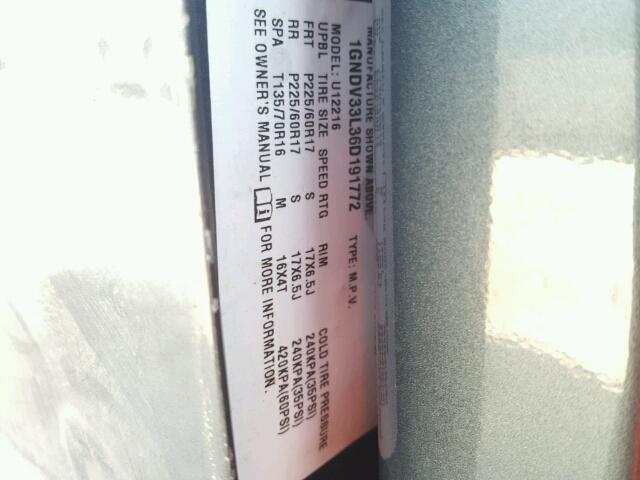 MANUFACTURE SHOWN ABOVE.
1GNDV33L36D191772 TYPE: M.P.V.
MODEL: U12216
UPBL TIRE SIZE SPEED RTG RIM COLD TIRE PRESSURE
FRT P225/60R17 S 17X6.5J 240KPA(35PSI)
RR P225/60R17 S 17X6.5J 240KPA(35PSI)
SPA T135/70R16 M 16X4T 420KPA(60PSI)
SEE OWNER'S MANUAL FOR MORE INFORMATION.